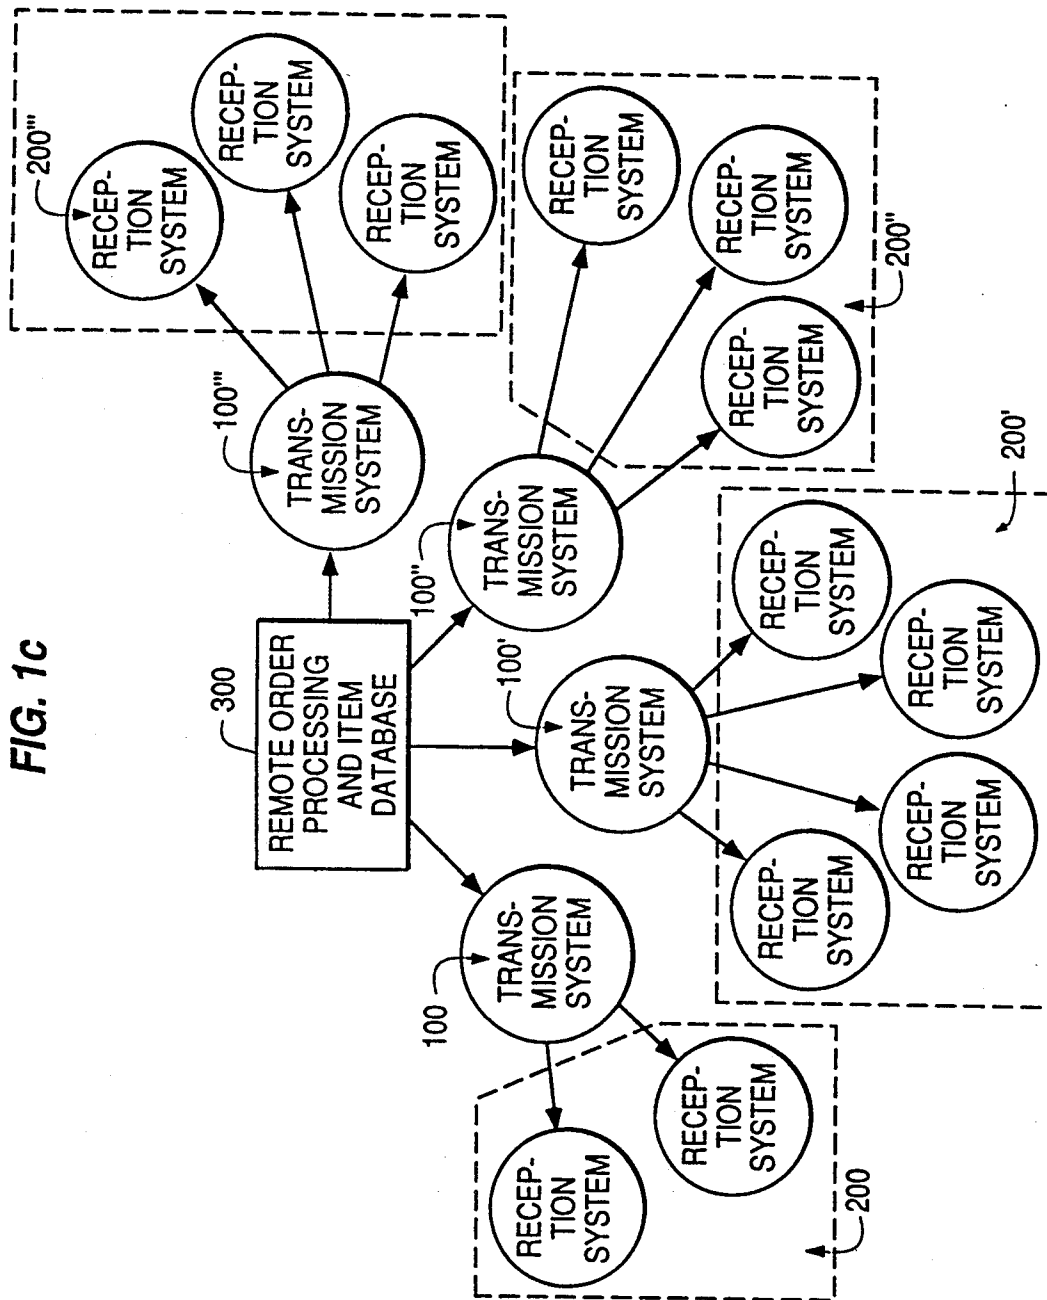 FIG. 1c
300
REMOTE ORDER
PROCESSING
AND ITEM
DATABASE
100
TRANS-
MISSION
SYSTEM
100'
TRANS-
MISSION
SYSTEM
100"
TRANS-
MISSION
SYSTEM
100'''
TRANS-
MISSION
SYSTEM
RECEP-
TION
SYSTEM
RECEP-
TION
SYSTEM
200
RECEP-
TION
SYSTEM
RECEP-
TION
SYSTEM
RECEP-
TION
SYSTEM
RECEP-
TION
SYSTEM
200'
RECEP-
TION
SYSTEM
RECEP-
TION
SYSTEM
RECEP-
TION
SYSTEM
200"
200'''
RECEP-
TION
SYSTEM
RECEP-
TION
SYSTEM
RECEP-
TION
SYSTEM